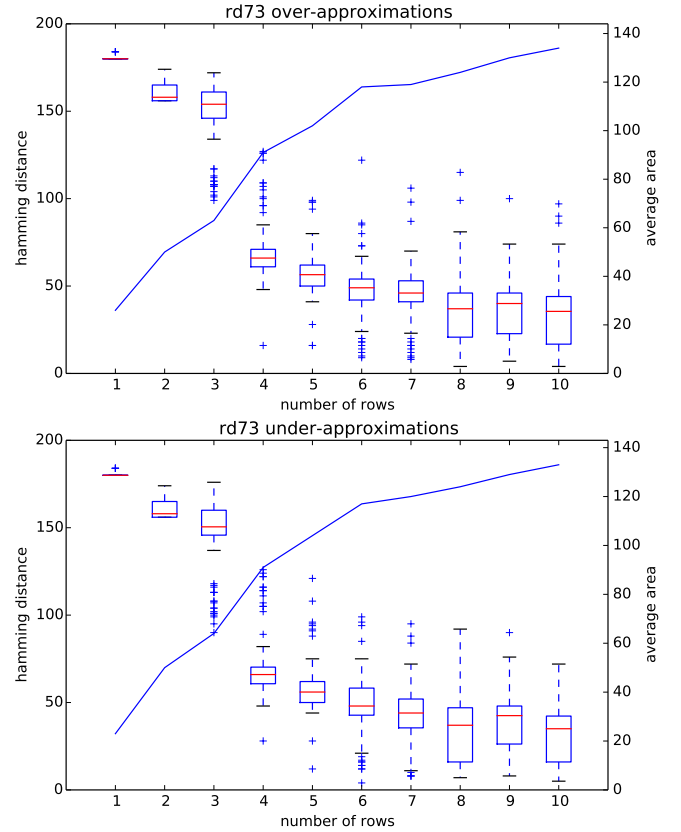 rd73 over-approximations
200
150
100
50
0
hamming distance
140
120
100
80
60
40
20
0
average area
1 2 3 4 5 6 7 8 9 10
number of rows
rd73 under-approximations
200
150
100
50
0
hamming distance
140
120
100
80
60
40
20
0
average area
1 2 3 4 5 6 7 8 9 10
number of rows